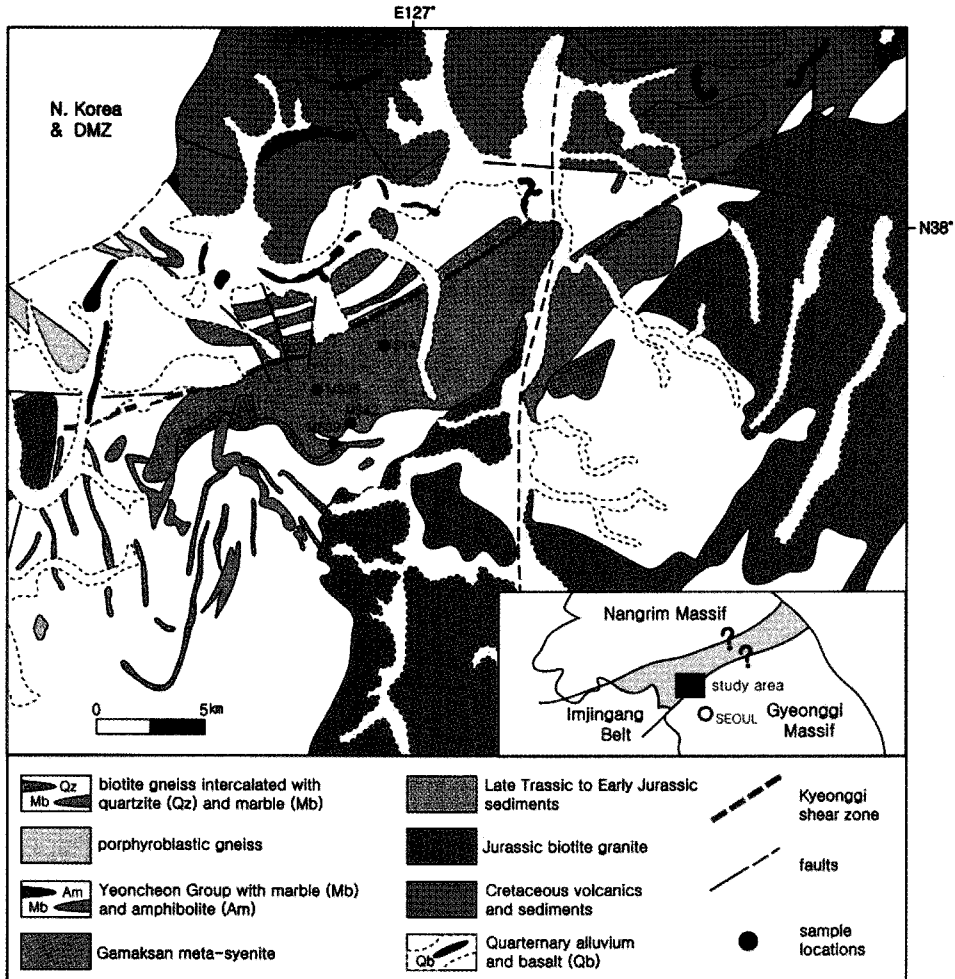 E127°
N. Korea
& DMZ
N38°
0
5km
Nangrim Massif
?
?
study area
SEOUL
Imjingang
Belt
Gyeonggi
Massif
Qz
Mb
biotite gneiss intercalated with
quartzite (Qz) and marble (Mb)
porphyroblastic gneiss
Am
Mb
Yeoncheon Group with marble (Mb)
and amphibolite (Am)
Gamaksan meta-syenite
Late Trassic to Early Jurassic
sediments
Jurassic biotite granite
Cretaceous volcanics
and sediments
Qb
Quarternary alluvium
and basalt (Qb)
Kyeonggi
shear zone
faults
sample
locations